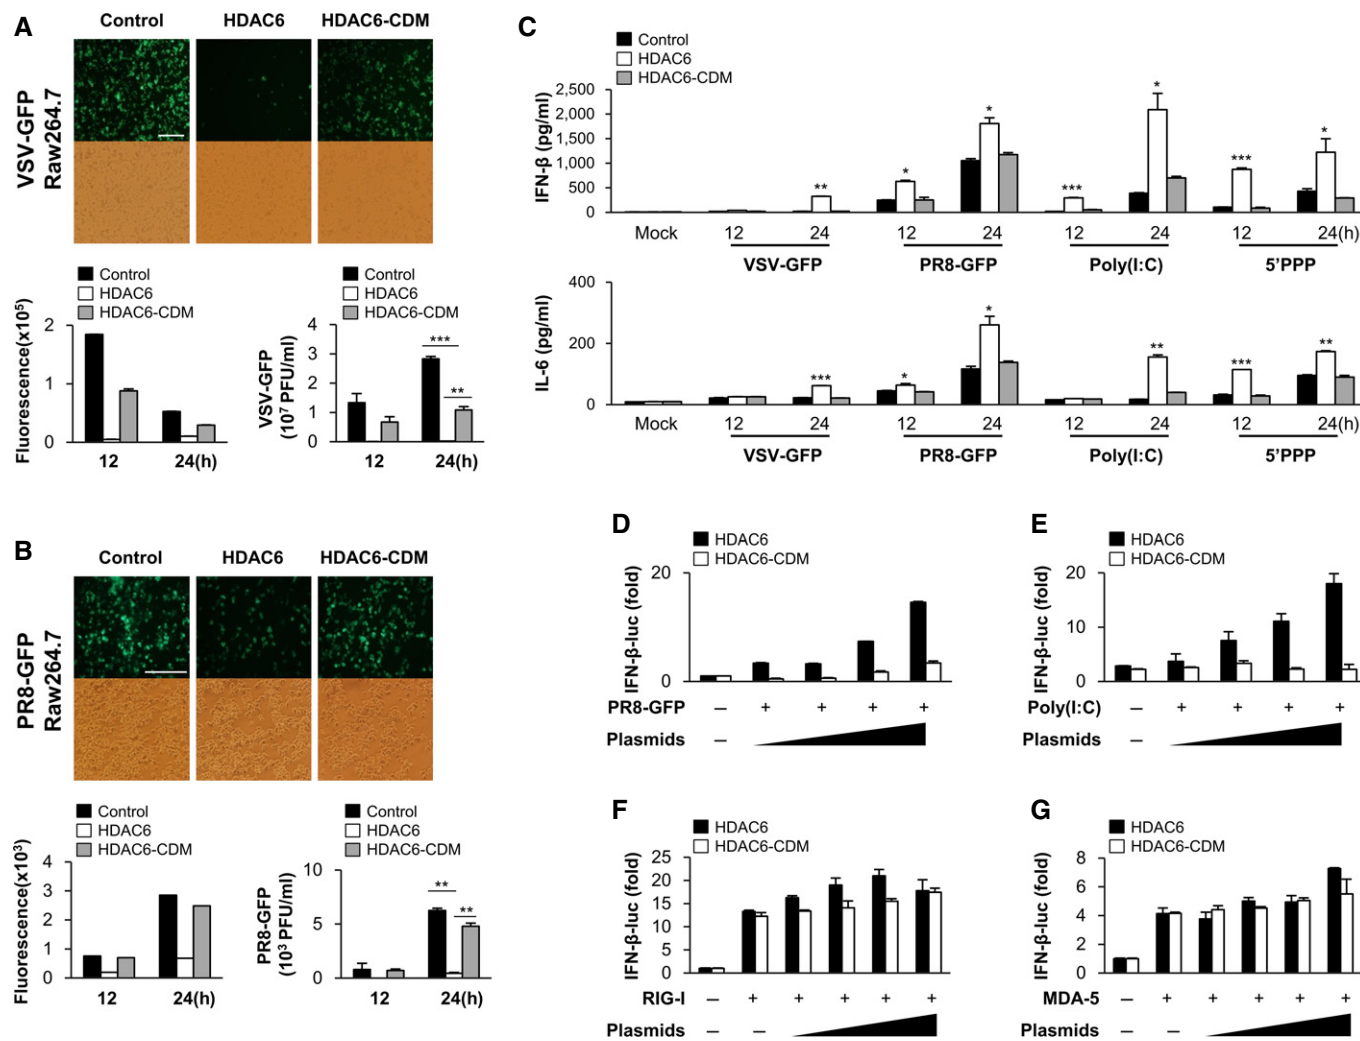 A
Control
HDAC6
HDAC6-CDM
VSV-GFP
Raw264.7
Control
HDAC6
HDAC6-CDM
Fluorescence(x10⁵)
2
1
0
12
24(h)
Control
HDAC6
HDAC6-CDM
VSV-GFP
(10⁷ PFU/ml)
4
3
2
1
0
***
**
12
24(h)
B
Control
HDAC6
HDAC6-CDM
PR8-GFP
Raw264.7
Control
HDAC6
HDAC6-CDM
Fluorescence(x10³)
4
3
2
1
0
12
24(h)
Control
HDAC6
HDAC6-CDM
PR8-GFP
(10³ PFU/ml)
10
5
0
**
**
12
24(h)
C
Control
HDAC6
HDAC6-CDM
IFN-β (pg/ml)
2,500
2,000
1,500
1,000
500
0
** * * *** * *** *
Mock 12 24 12 24 12 24 12 24(h)
VSV-GFP PR8-GFP Poly(I:C) 5'PPP
IL-6 (pg/ml)
400
200
0
*** * * ** *** **
Mock 12 24 12 24 12 24 12 24(h)
VSV-GFP PR8-GFP Poly(I:C) 5'PPP
D
HDAC6
HDAC6-CDM
IFN-β-luc (fold)
20
10
0
PR8-GFP – + + + +
Plasmids –
E
HDAC6
HDAC6-CDM
IFN-β-luc (fold)
20
10
0
Poly(I:C) – + + + +
Plasmids –
F
HDAC6
HDAC6-CDM
IFN-β-luc (fold)
25
20
15
10
5
0
RIG-I – + + + + +
Plasmids – –
G
HDAC6
HDAC6-CDM
IFN-β-luc (fold)
8
6
4
2
0
MDA-5 – + + + + +
Plasmids – –